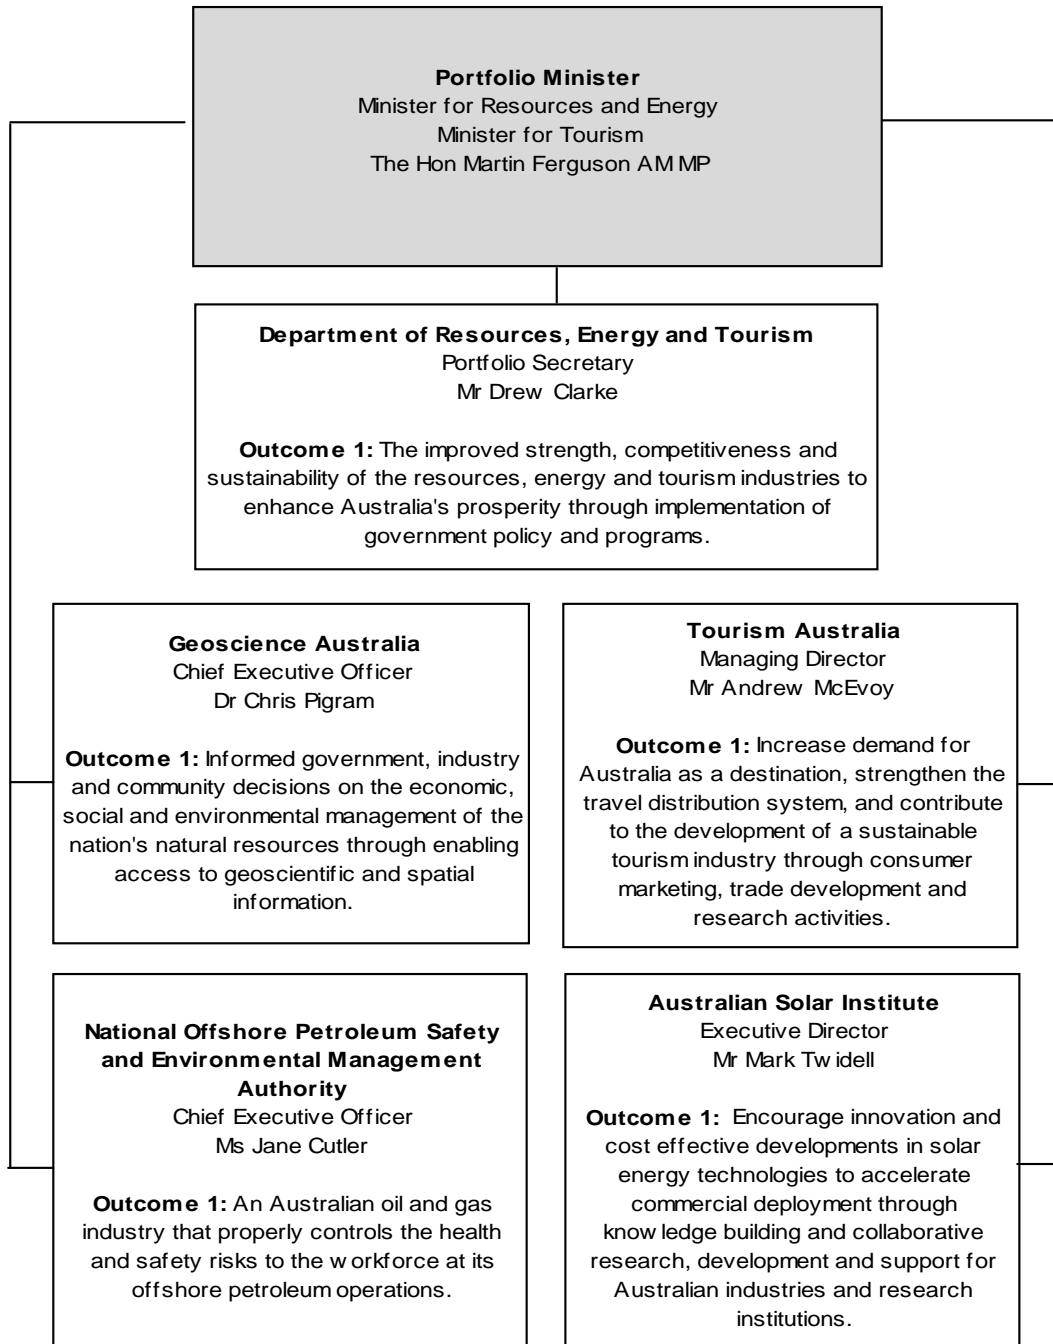 Portfolio Minister
Minister for Resources and Energy
Minister for Tourism
The Hon Martin Ferguson AM MP
Department of Resources, Energy and Tourism
Portfolio Secretary
Mr Drew Clarke
Outcome 1: The improved strength, competitiveness and
sustainability of the resources, energy and tourism industries to
enhance Australia's prosperity through implementation of
government policy and programs.
Geoscience Australia
Chief Executive Officer
Dr Chris Pigram
Outcome 1: Informed government, industry
and community decisions on the economic,
social and environmental management of the
nation's natural resources through enabling
access to geoscientific and spatial
information.
Tourism Australia
Managing Director
Mr Andrew McEvoy
Outcome 1: Increase demand for
Australia as a destination, strengthen the
travel distribution system, and contribute
to the development of a sustainable
tourism industry through consumer
marketing, trade development and
research activities.
National Offshore Petroleum Safety
and Environmental Management
Authority
Chief Executive Officer
Ms Jane Cutler
Outcome 1: An Australian oil and gas
industry that properly controls the health
and safety risks to the workforce at its
offshore petroleum operations.
Australian Solar Institute
Executive Director
Mr Mark Twidell
Outcome 1: Encourage innovation and
cost effective developments in solar
energy technologies to accelerate
commercial deployment through
knowledge building and collaborative
research, development and support for
Australian industries and research
institutions.